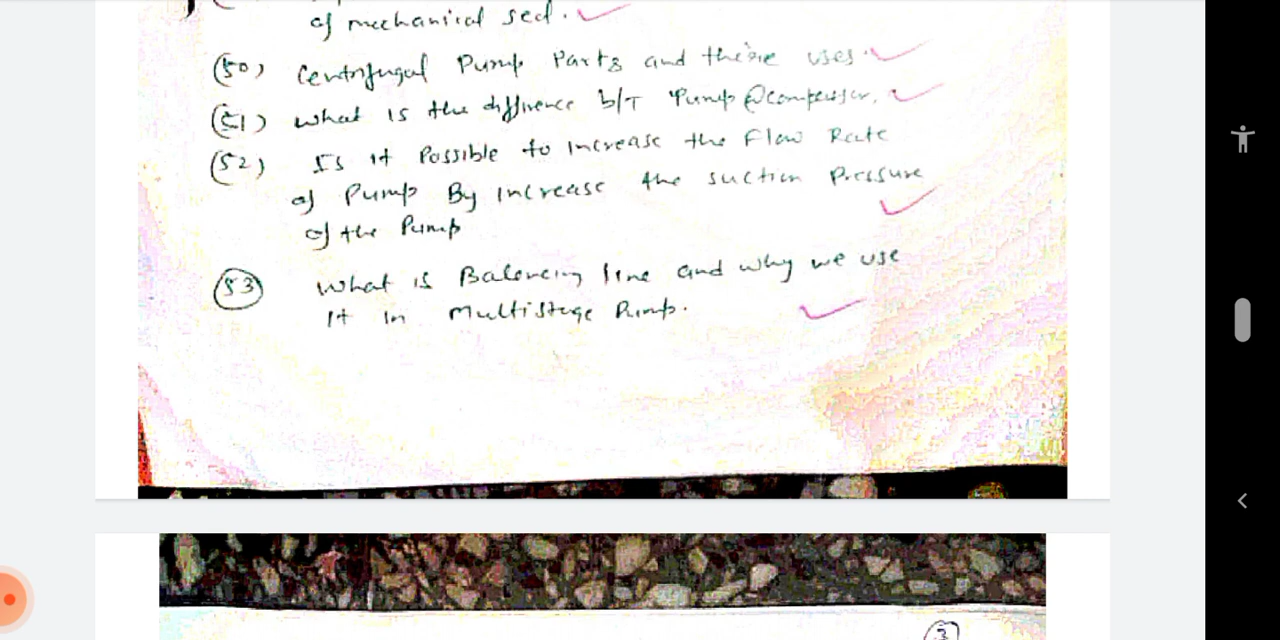 of mechanical seal.
(50) Centrifugal Pump Parts and theire uses.
(51) What is the diffirence b/T Pump @ compressor.
(52) Is it Possible to Increase the Flow Rate
of Pump By increase the suction Pressure
of the Pump
(53) What is Balancing line and why we use
It in Multistage Pump.
3